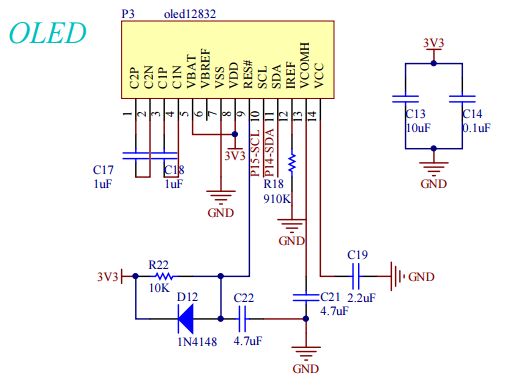 OLED
P3
oled12832
C2P
C2N
C1P
C1N
VBAT
VBREF
VSS
VDD
RES#
SCL
SDA
IREF
VCOMH
VCC
1
2
3
4
5
6
7
8
9
10
11
12
13
14
C17
1uF
C18
1uF
3V3
GND
P15-SCL
P14-SDA
R18
910K
GND
3V3
C13
10uF
C14
0.1uF
GND
3V3
R22
10K
D12
1N4148
C22
4.7uF
C21
4.7uF
GND
C19
2.2uF
GND